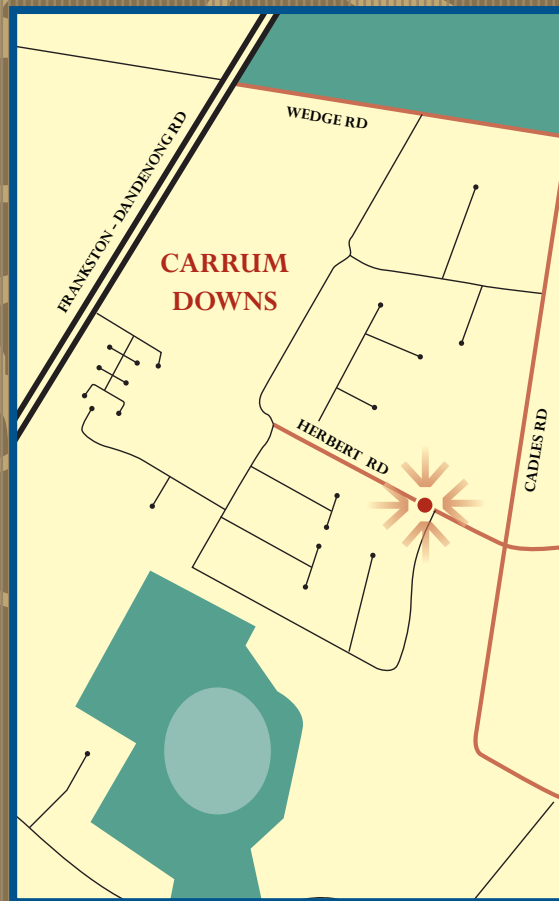 WEDGE RD
FRANKSTON - DANDENONG RD
CARRUM
DOWNS
HERBERT RD
CADLES RD